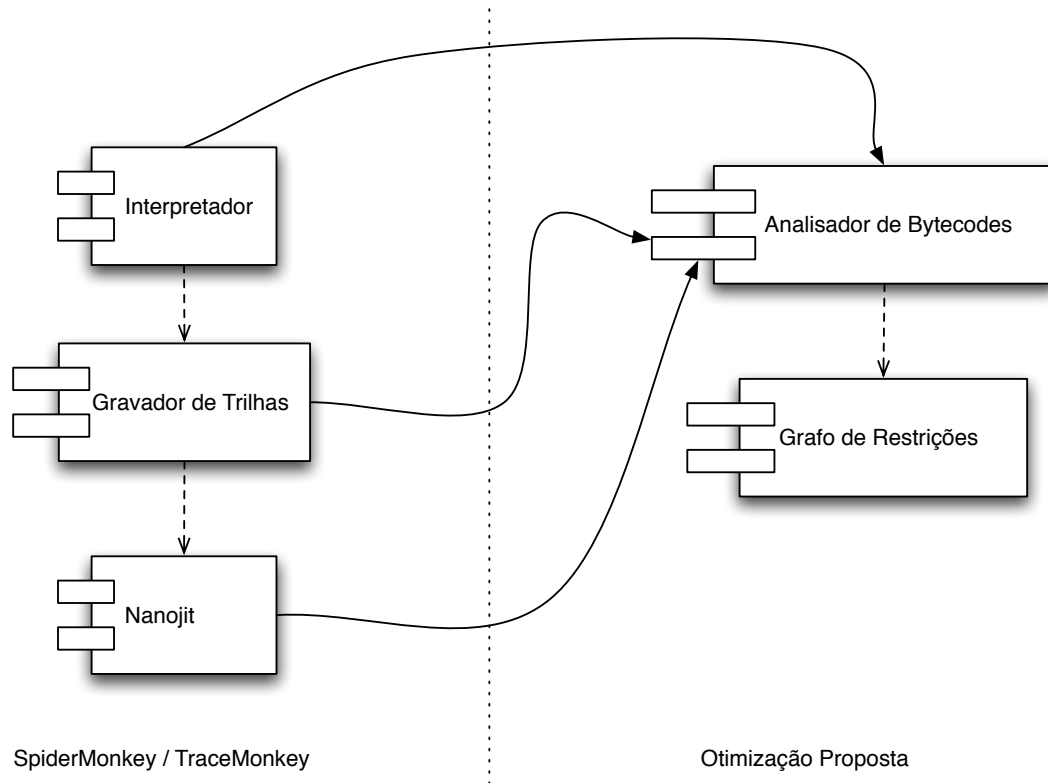 Interpretador
Analisador de Bytecodes
Gravador de Trilhas
Grafo de Restrições
Nanojit
SpiderMonkey / TraceMonkey
Otimização Proposta